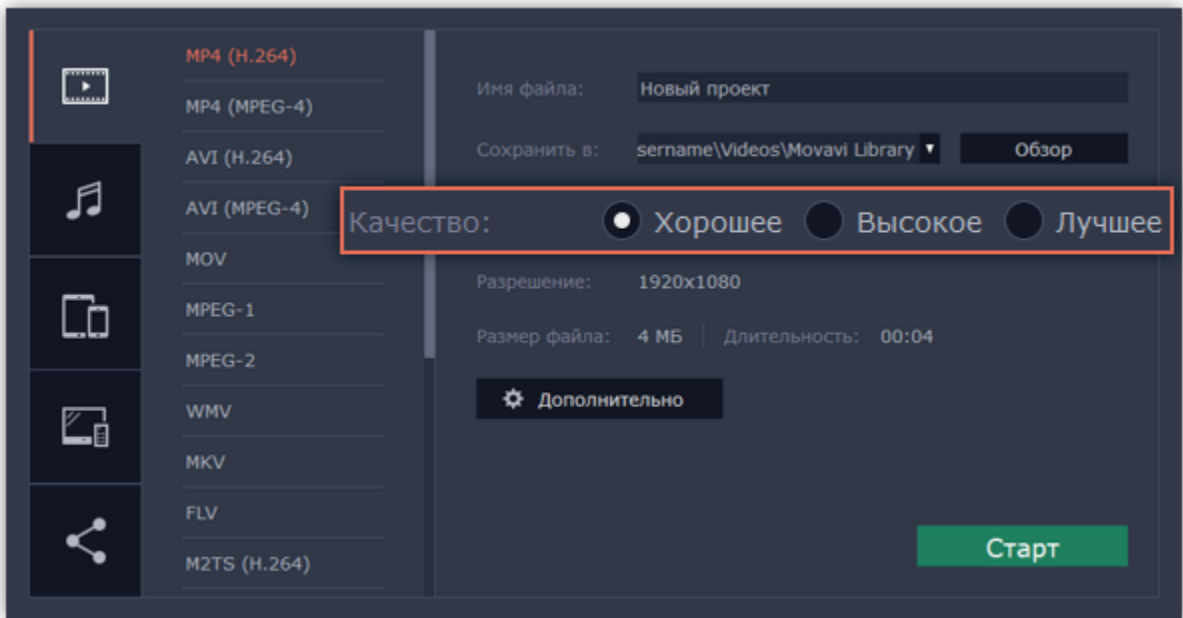 MP4 (H.264)
MP4 (MPEG-4)
AVI (H.264)
AVI (MPEG-4)
MOV
MPEG-1
MPEG-2
WMV
MKV
FLV
M2TS (H.264)
Имя файла: Новый проект
Сохранить в: sername\Videos\Movavi Library Обзор
Качество: Хорошее Высокое Лучшее
Разрешение: 1920x1080
Размер файла: 4 МБ Длительность: 00:04
Дополнительно
Старт